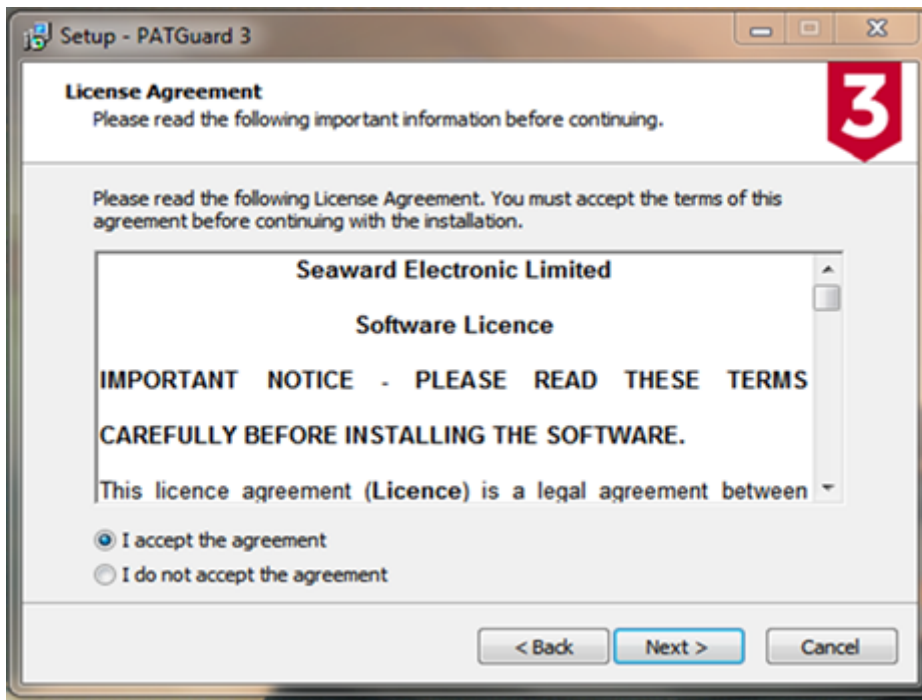 Setup - PATGuard 3
License Agreement
Please read the following important information before continuing.
3
Please read the following License Agreement. You must accept the terms of this
agreement before continuing with the installation.
Seaward Electronic Limited
Software Licence
IMPORTANT NOTICE - PLEASE READ THESE TERMS
CAREFULLY BEFORE INSTALLING THE SOFTWARE.
This licence agreement (Licence) is a legal agreement between
I accept the agreement
I do not accept the agreement
< Back Next > Cancel